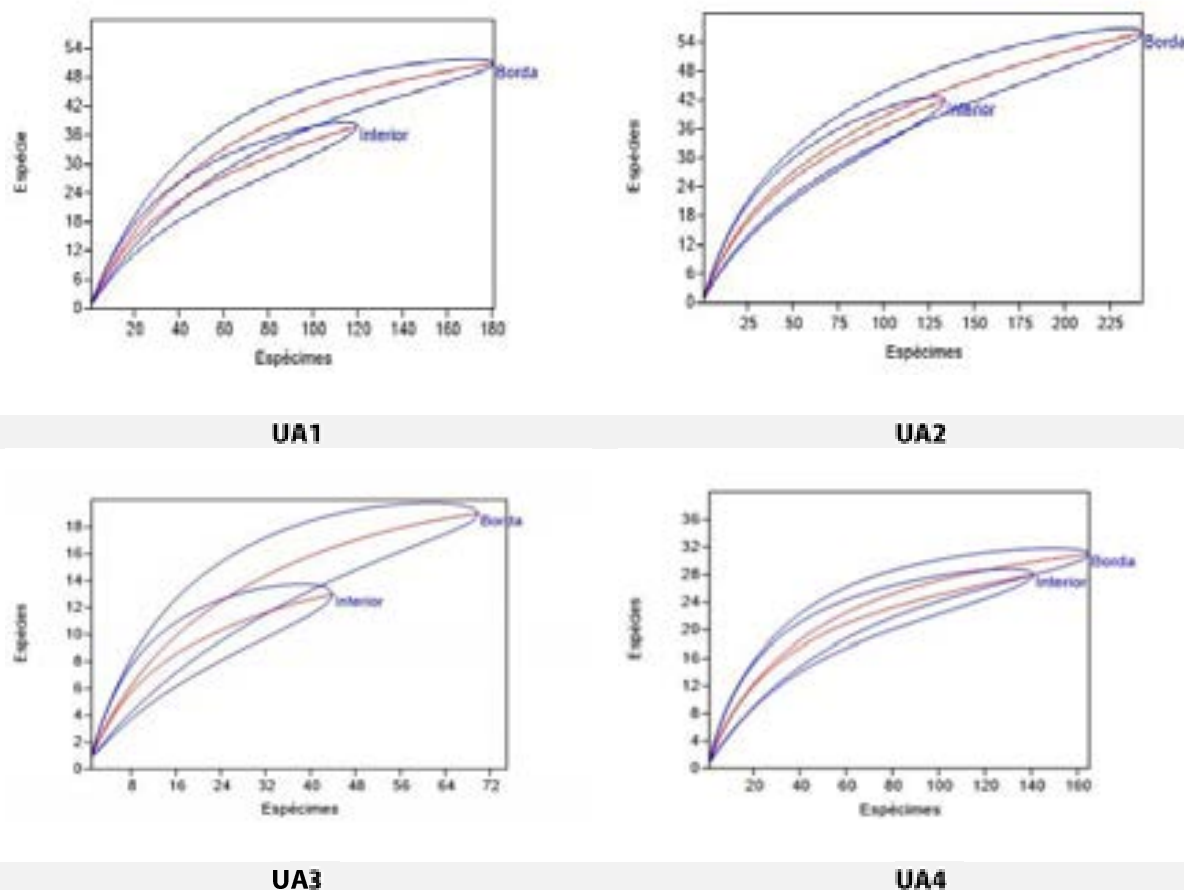 54
48
42
36
30
24
18
12
6
0
Espécie
Borda
Interior
20 40 60 80 100 120 140 160 180
Espécimes
54
48
42
36
30
24
18
12
6
0
Espécies
Borda
Interior
25 50 75 100 125 150 175 200 225
Espécimes
UA1 UA2
18
16
14
12
10
8
6
4
2
0
Espécies
Borda
Interior
8 16 24 32 40 48 56 64 72
Espécimes
36
32
28
24
20
16
12
8
4
0
Espécies
Borda
Interior
20 40 60 80 100 120 140 160
Espécimes
UA3 UA4